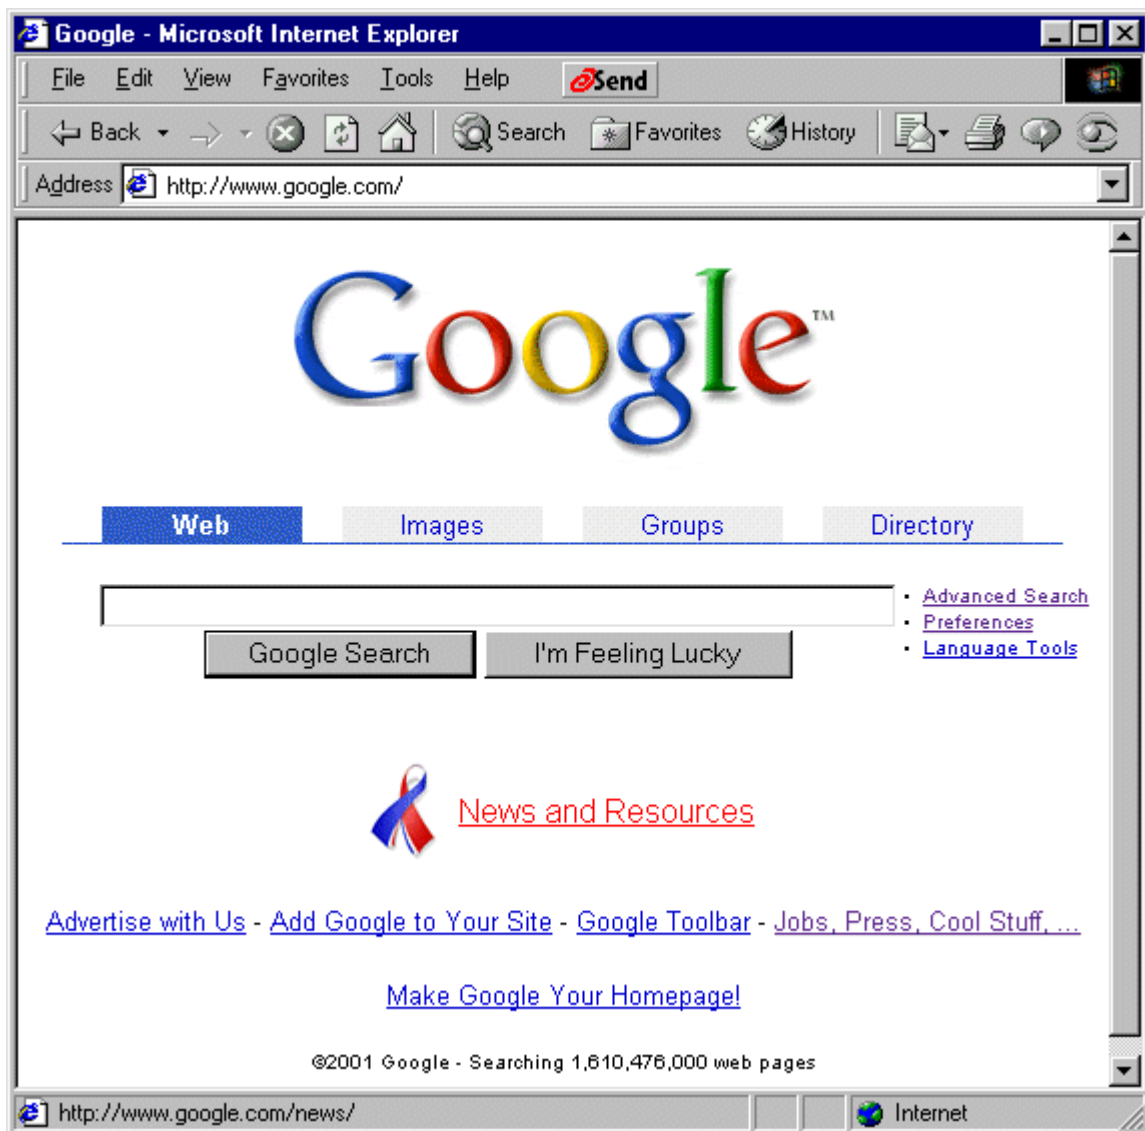 Google - Microsoft Internet Explorer
File Edit View Favorites Tools Help Send
Back Search Favorites History
Address http://www.google.com/
Google™
Web Images Groups Directory
• Advanced Search
• Preferences
• Language Tools
Google Search I'm Feeling Lucky
News and Resources
Advertise with Us - Add Google to Your Site - Google Toolbar - Jobs, Press, Cool Stuff, ...
Make Google Your Homepage!
©2001 Google - Searching 1,610,476,000 web pages
http://www.google.com/news/ Internet